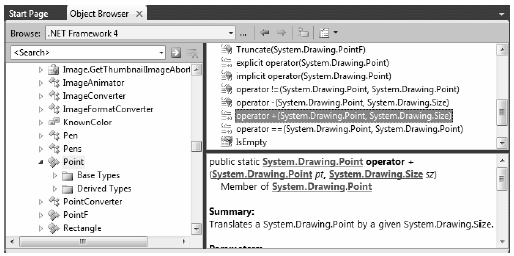 Start Page
Object Browser
Browse: .NET Framework 4
...
<Search>
Image.GetThumbnailImageAbort
ImageAnimator
ImageConverter
ImageFormatConverter
KnownColor
Pen
Pens
Point
Base Types
Derived Types
PointConverter
PointF
Rectangle
Truncate(System.Drawing.PointF)
explicit operator(System.Drawing.Point)
implicit operator(System.Drawing.Point)
operator !=(System.Drawing.Point, System.Drawing.Point)
operator -(System.Drawing.Point, System.Drawing.Size)
operator +(System.Drawing.Point, System.Drawing.Size)
operator ==(System.Drawing.Point, System.Drawing.Point)
IsEmpty
public static System.Drawing.Point operator +
(System.Drawing.Point pt, System.Drawing.Size sz)
Member of System.Drawing.Point
Summary:
Translates a System.Drawing.Point by a given System.Drawing.Size.